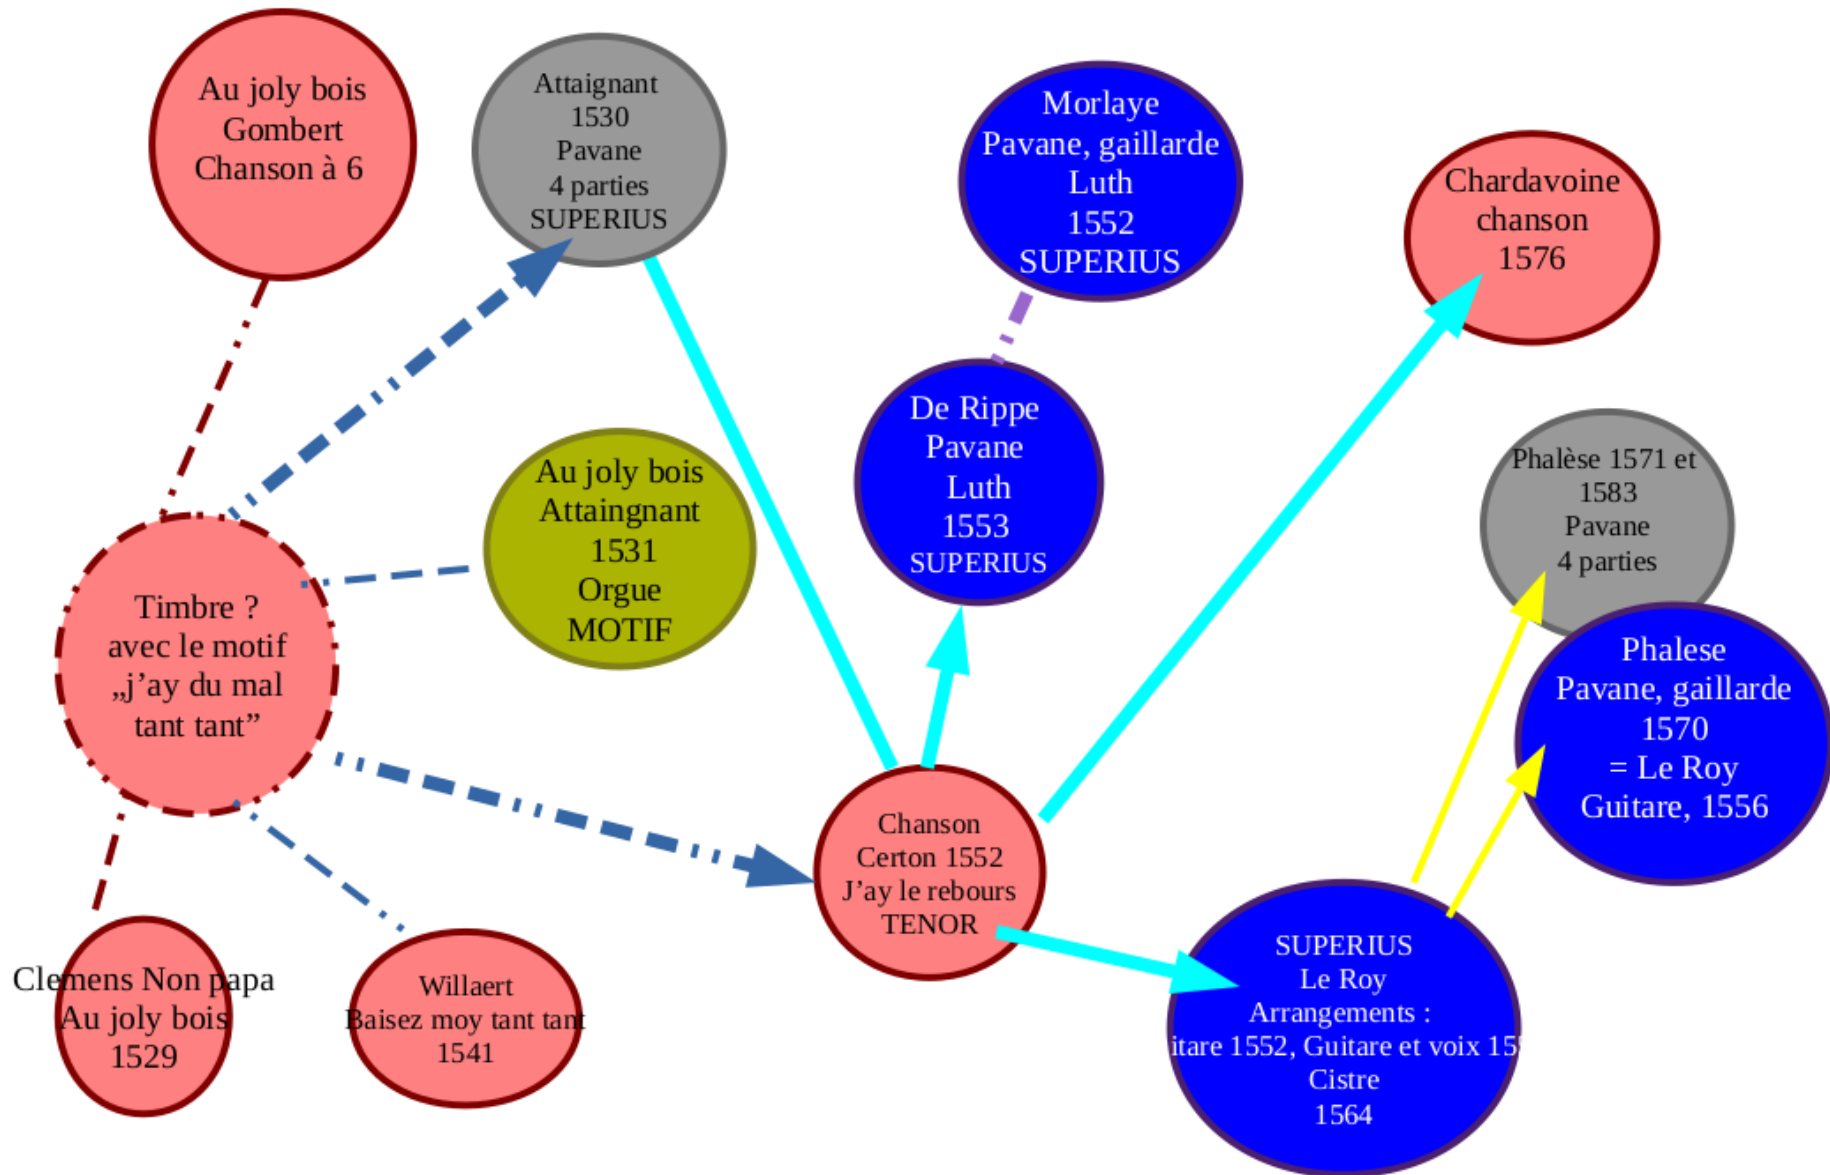 Au joly bois
Gombert
Chanson à 6
Attaignant
1530
Pavane
4 parties
SUPERIUS
Morlaye
Pavane, gaillarde
Luth
1552
SUPERIUS
Chardavoine
chanson
1576
De Rippe
Pavane
Luth
1553
SUPERIUS
Au joly bois
Attaingnant
1531
Orgue
MOTIF
Phalèse 1571 et
1583
Pavane
4 parties
Timbre ?
avec le motif
„j’ay du mal
tant tant”
Phalese
Pavane, gaillarde
1570
= Le Roy
Guitare, 1556
Chanson
Certon 1552
J’ay le rebours
TENOR
Clemens Non papa
Au joly bois
1529
Willaert
Baisez moy tant tant
1541
SUPERIUS
Le Roy
Arrangements :
itare 1552, Guitare et voix 15
Cistre
1564